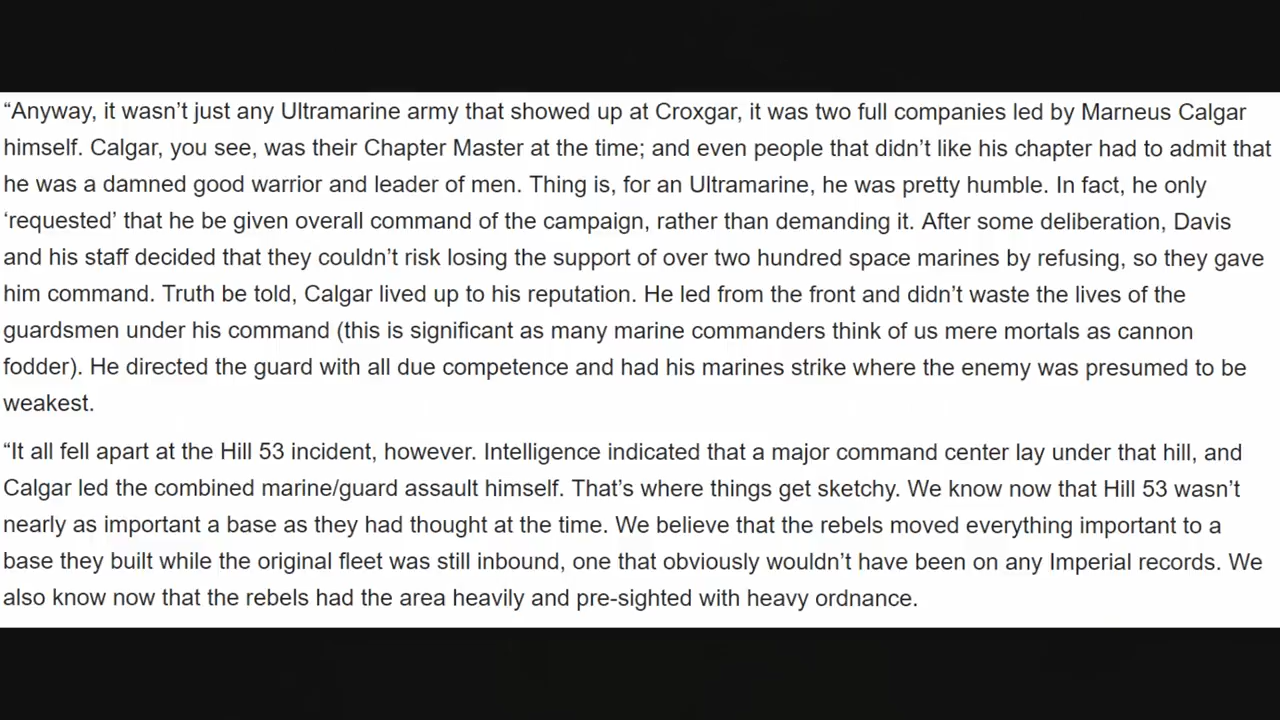 “Anyway, it wasn’t just any Ultramarine army that showed up at Croxgar, it was two full companies led by Marneus Calgar
himself. Calgar, you see, was their Chapter Master at the time; and even people that didn’t like his chapter had to admit that
he was a damned good warrior and leader of men. Thing is, for an Ultramarine, he was pretty humble. In fact, he only
‘requested’ that he be given overall command of the campaign, rather than demanding it. After some deliberation, Davis
and his staff decided that they couldn’t risk losing the support of over two hundred space marines by refusing, so they gave
him command. Truth be told, Calgar lived up to his reputation. He led from the front and didn’t waste the lives of the
guardsmen under his command (this is significant as many marine commanders think of us mere mortals as cannon
fodder). He directed the guard with all due competence and had his marines strike where the enemy was presumed to be
weakest.
“It all fell apart at the Hill 53 incident, however. Intelligence indicated that a major command center lay under that hill, and
Calgar led the combined marine/guard assault himself. That’s where things get sketchy. We know now that Hill 53 wasn’t
nearly as important a base as they had thought at the time. We believe that the rebels moved everything important to a
base they built while the original fleet was still inbound, one that obviously wouldn’t have been on any Imperial records. We
also know now that the rebels had the area heavily and pre-sighted with heavy ordnance.